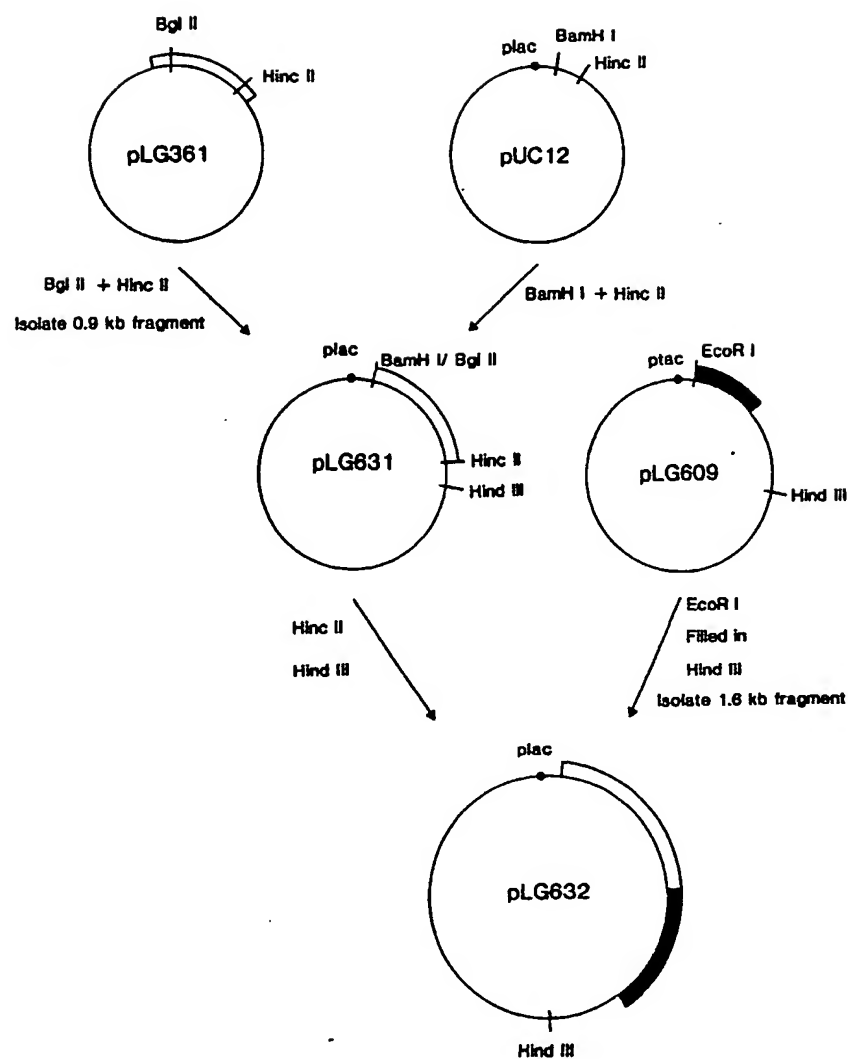 Bgl II
Hinc II
pLG361
plac
BamH I
Hinc II
pUC12
Bgl II + Hinc II
Isolate 0.9 kb fragment
BamH I + Hinc II
plac
BamH I/ Bgl II
Hinc II
Hind III
pLG631
ptac
EcoR I
Hind III
pLG609
Hinc II
Hind III
EcoR I
Filled in
Hind III
Isolate 1.6 kb fragment
plac
pLG632
Hind III